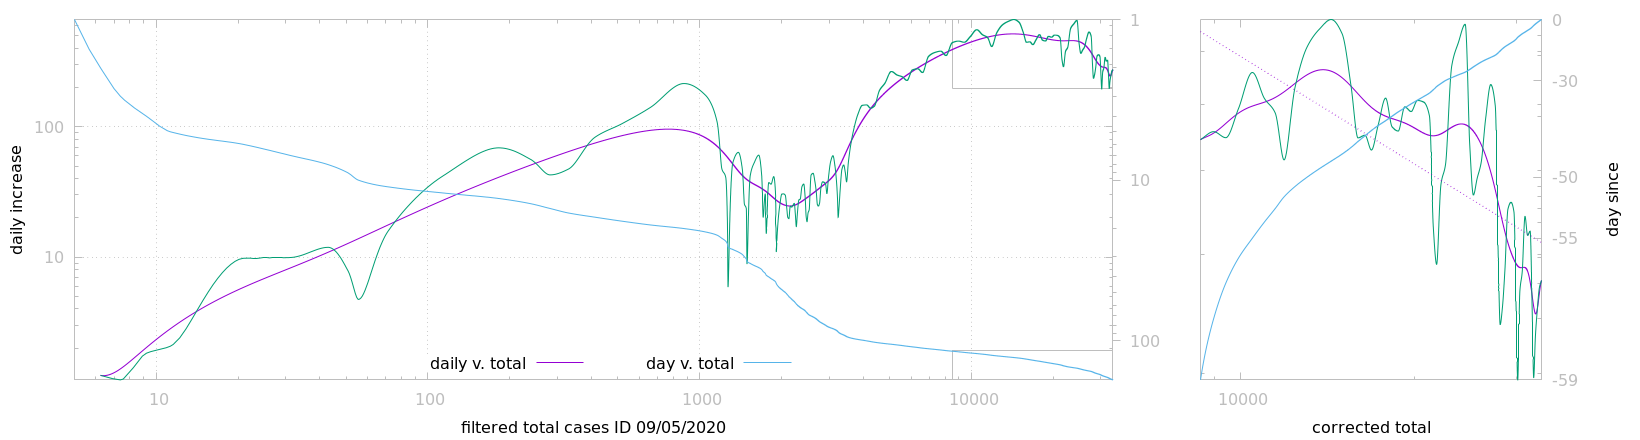 daily increase
100
10
daily v. total
day v. total
10
100
1000
10000
1
10
100
filtered total cases ID 09/05/2020
0
-30
-50
-55
-59
day since
10000
corrected total